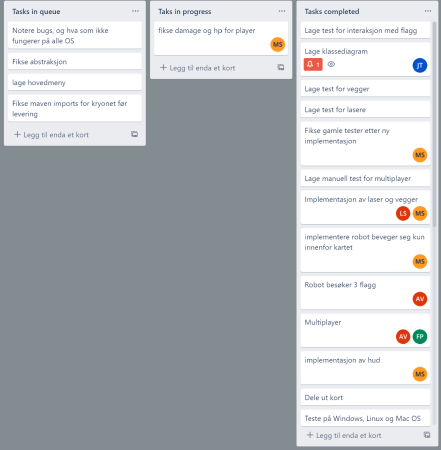 Tasks in queue
Notere bugs, og hva som ikke
fungerer på alle OS
Fikse abstraksjon
lage hovedmeny
Fikse maven imports for kryonet før
levering
+ Legg til enda et kort
Taks in progress
fikse damage og hp for player
MS
+ Legg til enda et kort
Tasks completed
Lage test for interaksjon med flagg
Lage klassediagram
1
JT
Lage test for vegger
Lage test for lasere
Fikse gamle tester etter ny
implementasjon
MS
Lage manuell test for multiplayer
Implementasjon av laser og vegger
LS MS
implementere robot beveger seg kun
innenfor kartet
MS
Robot besøker 3 flagg
AV
Multiplayer
AV FP
implementasjon av hud
MS
Dele ut kort
Teste på Windows, Linux og Mac OS
+ Legg til enda et kort